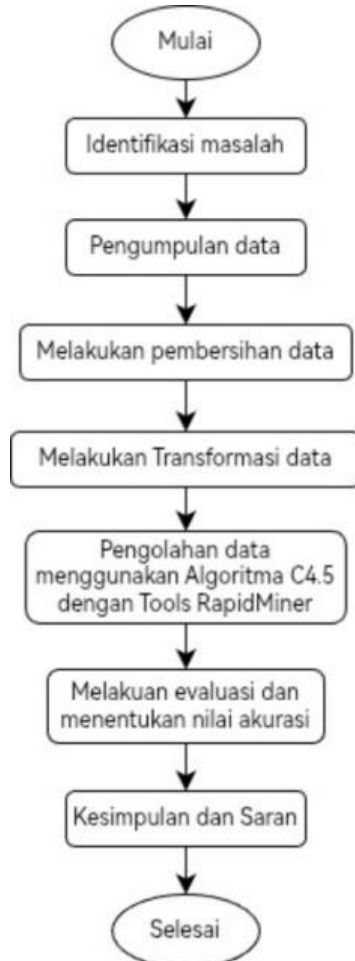 Mulai
Identifikasi masalah
Pengumpulan data
Melakukan pembersihan data
Melakukan Transformasi data
Pengolahan data
menggunakan Algoritma C4.5
dengan Tools RapidMiner
Melakuan evaluasi dan
menentukan nilai akurasi
Kesimpulan dan Saran
Selesai